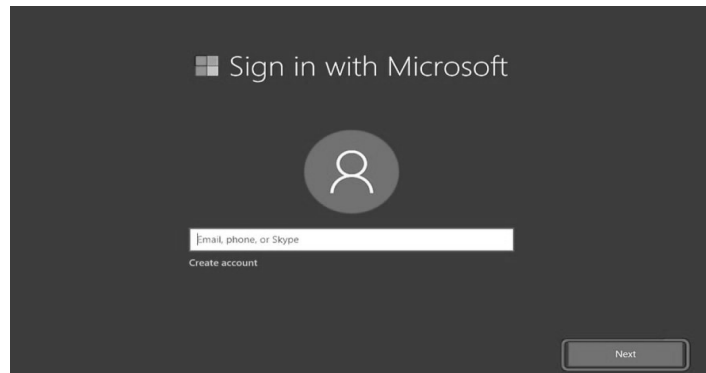 Sign in with Microsoft
Email, phone, or Skype
Create account
Next